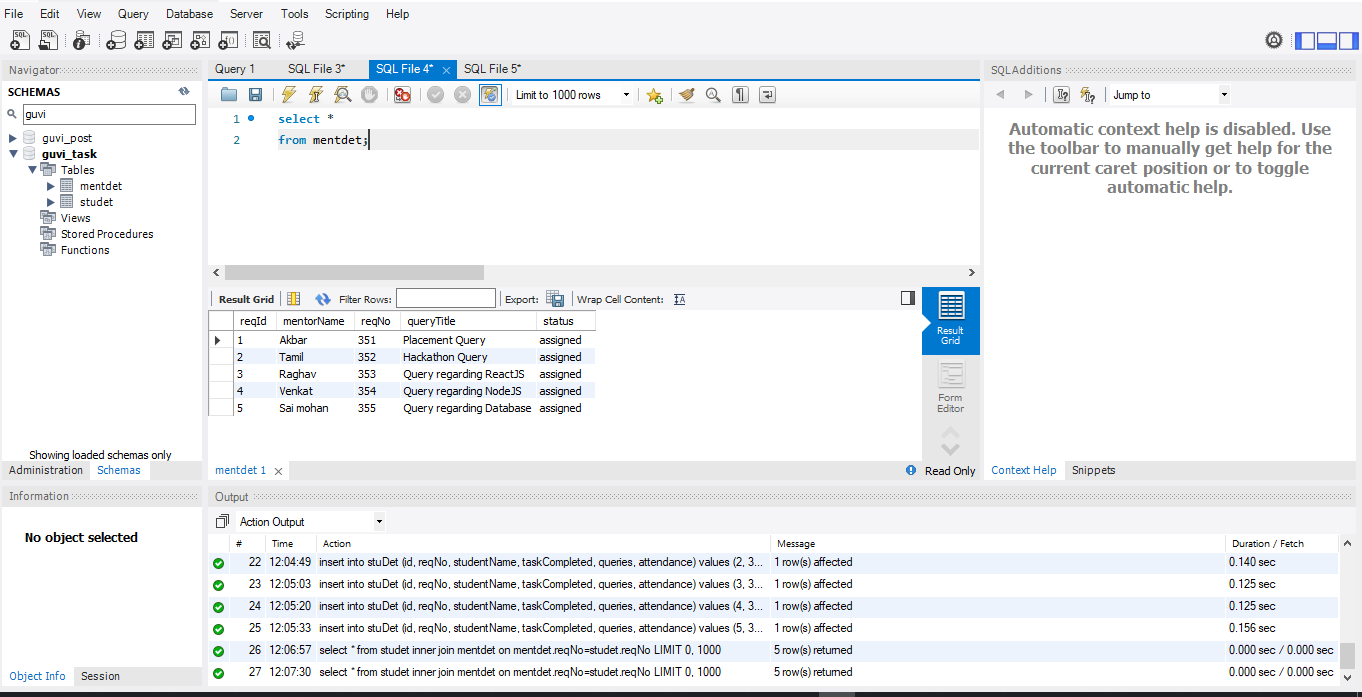 File Edit View Query Database Server Tools Scripting Help
Navigator
SCHEMAS
guvi
guvi_post
guvi_task
Tables
mentdet
studet
Views
Stored Procedures
Functions
Showing loaded schemas only
Administration Schemas
Information
No object selected
Object Info Session
Query 1 SQL File 3* SQL File 4* SQL File 5*
Limit to 1000 rows
1 select *
2 from mentdet;
Result Grid Filter Rows: Export: Wrap Cell Content:
reqId mentorName reqNo queryTitle status
1 Akbar 351 Placement Query assigned
2 Tamil 352 Hackathon Query assigned
3 Raghav 353 Query regarding ReactJS assigned
4 Venkat 354 Query regarding NodeJS assigned
5 Sai mohan 355 Query regarding Database assigned
Result
Grid
Form
Editor
mentdet 1 Read Only
SQLAdditions
Jump to
Automatic context help is disabled. Use
the toolbar to manually get help for the
current caret position or to toggle
automatic help.
Context Help Snippets
Output
Action Output
# Time Action Message Duration / Fetch
22 12:04:49 insert into stuDet (id, reqNo, studentName, taskCompleted, queries, attendance) values (2, 3... 1 row(s) affected 0.140 sec
23 12:05:03 insert into stuDet (id, reqNo, studentName, taskCompleted, queries, attendance) values (3, 3... 1 row(s) affected 0.125 sec
24 12:05:20 insert into stuDet (id, reqNo, studentName, taskCompleted, queries, attendance) values (4, 3... 1 row(s) affected 0.125 sec
25 12:05:33 insert into stuDet (id, reqNo, studentName, taskCompleted, queries, attendance) values (5, 3... 1 row(s) affected 0.156 sec
26 12:06:57 select * from studet inner join mentdet on mentdet.reqNo=studet.reqNo LIMIT 0, 1000 5 row(s) returned 0.000 sec / 0.000 sec
27 12:07:30 select * from studet inner join mentdet on mentdet.reqNo=studet.reqNo LIMIT 0, 1000 5 row(s) returned 0.000 sec / 0.000 sec